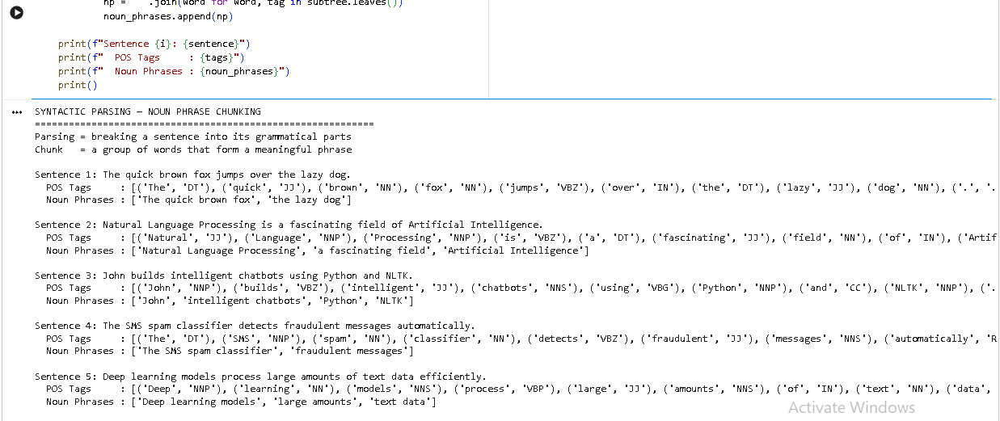 np = " ".join(word for word, tag in subtree.leaves())
noun_phrases.append(np)
print(f"Sentence {i}: {sentence}")
print(f"  POS Tags     : {tags}")
print(f"  Noun Phrases : {noun_phrases}")
print()
SYNTACTIC PARSING — NOUN PHRASE CHUNKING
============================================================
Parsing = breaking a sentence into its grammatical parts
Chunk   = a group of words that form a meaningful phrase
Sentence 1: The quick brown fox jumps over the lazy dog.
  POS Tags     : [('The', 'DT'), ('quick', 'JJ'), ('brown', 'NN'), ('fox', 'NN'), ('jumps', 'VBZ'), ('over', 'IN'), ('the', 'DT'), ('lazy', 'JJ'), ('dog', 'NN'), ('.', '.
  Noun Phrases : ['The quick brown fox', 'the lazy dog']
Sentence 2: Natural Language Processing is a fascinating field of Artificial Intelligence.
  POS Tags     : [('Natural', 'JJ'), ('Language', 'NNP'), ('Processing', 'NNP'), ('is', 'VBZ'), ('a', 'DT'), ('fascinating', 'JJ'), ('field', 'NN'), ('of', 'IN'), ('Artif
  Noun Phrases : ['Natural Language Processing', 'a fascinating field', 'Artificial Intelligence']
Sentence 3: John builds intelligent chatbots using Python and NLTK.
  POS Tags     : [('John', 'NNP'), ('builds', 'VBZ'), ('intelligent', 'JJ'), ('chatbots', 'NNS'), ('using', 'VBG'), ('Python', 'NNP'), ('and', 'CC'), ('NLTK', 'NNP'), ('.
  Noun Phrases : ['John', 'intelligent chatbots', 'Python', 'NLTK']
Sentence 4: The SMS spam classifier detects fraudulent messages automatically.
  POS Tags     : [('The', 'DT'), ('SMS', 'NNP'), ('spam', 'NN'), ('classifier', 'NN'), ('detects', 'VBZ'), ('fraudulent', 'JJ'), ('messages', 'NNS'), ('automatically', 'R
  Noun Phrases : ['The SMS spam classifier', 'fraudulent messages']
Sentence 5: Deep learning models process large amounts of text data efficiently.
  POS Tags     : [('Deep', 'NNP'), ('learning', 'NN'), ('models', 'NNS'), ('process', 'VBP'), ('large', 'JJ'), ('amounts', 'NNS'), ('of', 'IN'), ('text', 'NN'), ('data',
  Noun Phrases : ['Deep learning models', 'large amounts', 'text data']
Activate Windows